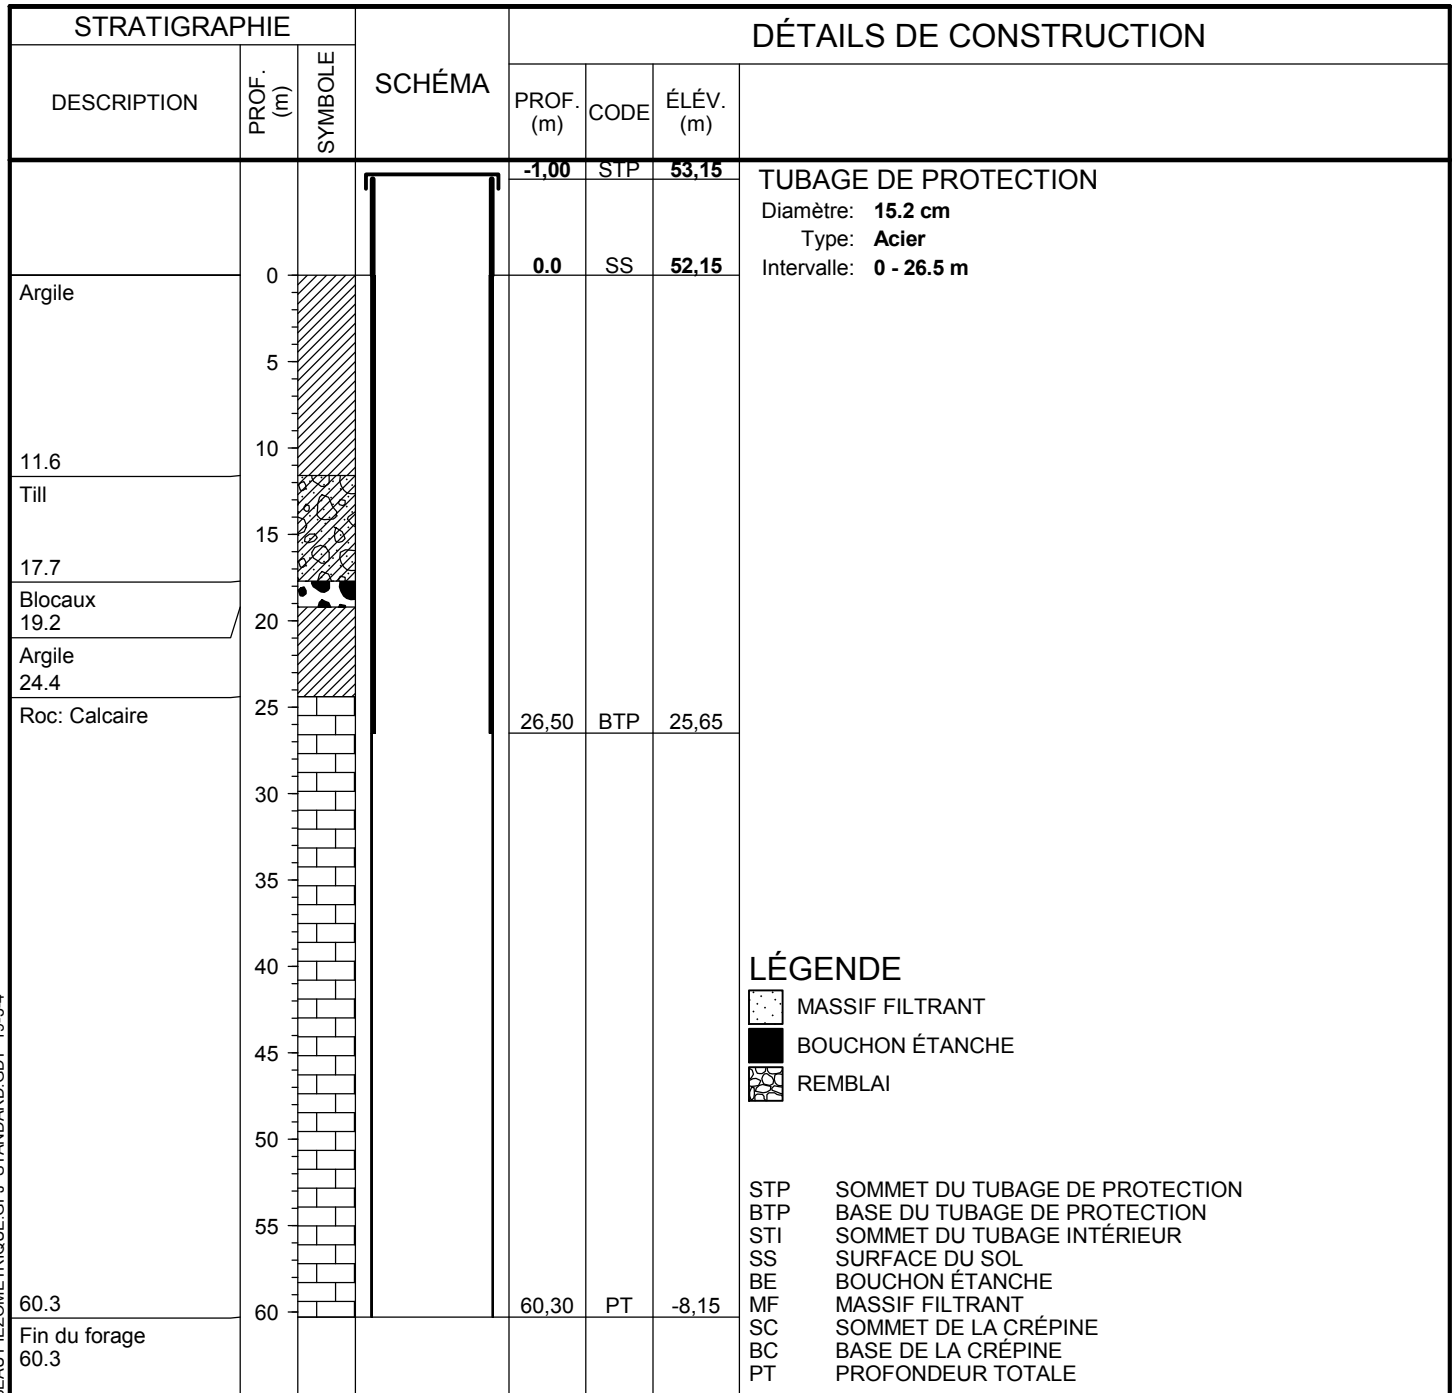 STRATIGRAPHIE
DESCRIPTION
PROF. (m)
SYMBOLE
SCHÉMA
DÉTAILS DE CONSTRUCTION
PROF. (m)
CODE
ÉLÉV. (m)
-1,00 STP 53,15
TUBAGE DE PROTECTION
Diamètre: 15.2 cm
Type: Acier
Intervalle: 0 - 26.5 m
0.0 SS 52,15
0
Argile
5
10
11.6
Till
15
17.7
Blocaux
19.2
20
Argile
24.4
25
Roc: Calcaire
26,50 BTP 25,65
30
35
40
45
50
55
60
60.3
60,30 PT -8,15
Fin du forage
60.3
LÉGENDE
MASSIF FILTRANT
BOUCHON ÉTANCHE
REMBLAI
STP SOMMET DU TUBAGE DE PROTECTION
BTP BASE DU TUBAGE DE PROTECTION
STI SOMMET DU TUBAGE INTÉRIEUR
SS SURFACE DU SOL
BE BOUCHON ÉTANCHE
MF MASSIF FILTRANT
SC SOMMET DE LA CRÉPINE
BC BASE DE LA CRÉPINE
PT PROFONDEUR TOTALE